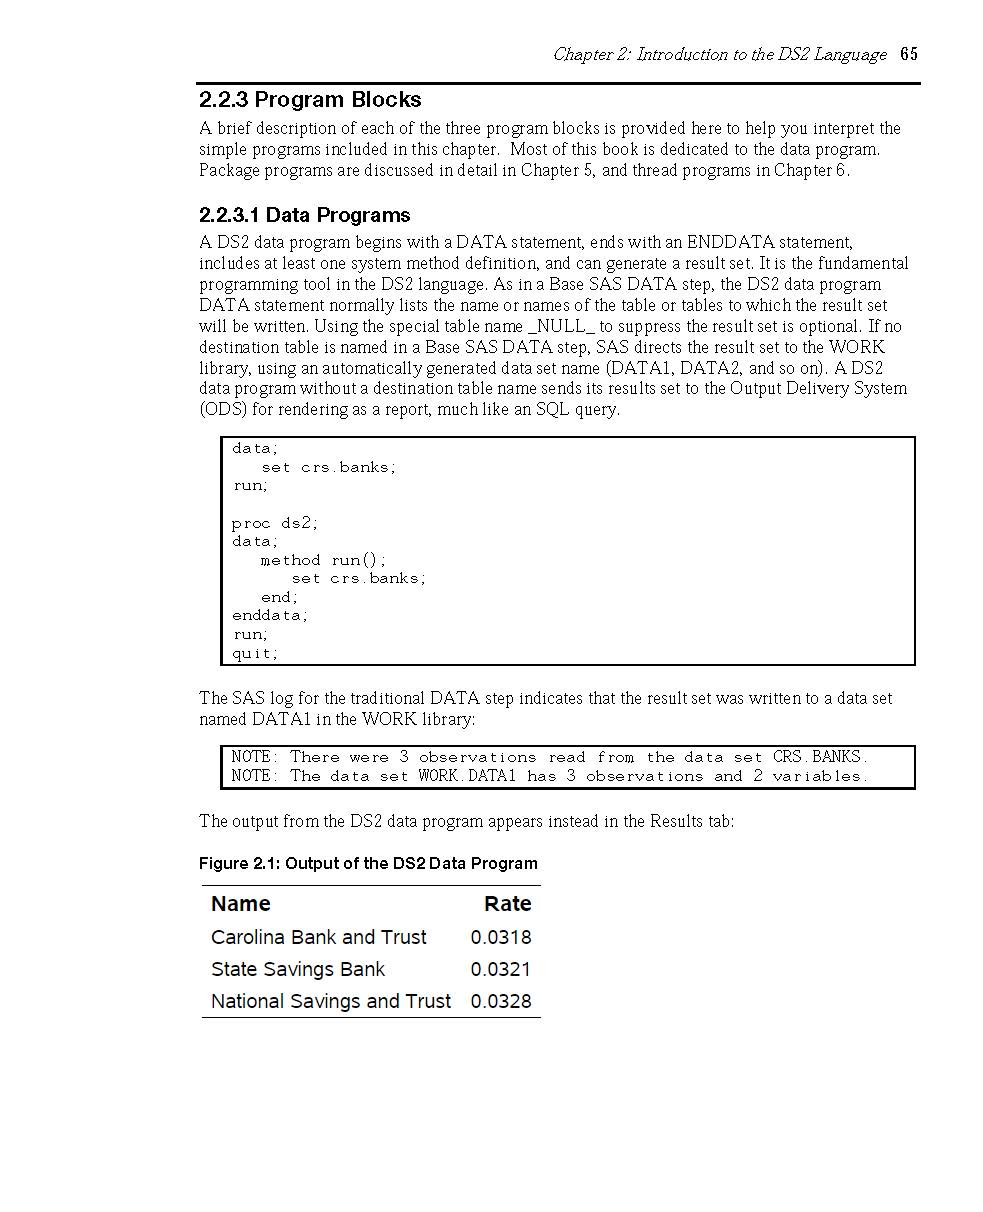 Chapter 2: Introduction to the DS2 Language 65
2.2.3 Program Blocks
A brief description of each of the three program blocks is provided here to help you interpret the
simple programs included in this chapter. Most of this book is dedicated to the data program.
Package programs are discussed in detail in Chapter 5, and thread programs in Chapter 6.
2.2.3.1 Data Programs
A DS2 data program begins with a DATA statement, ends with an ENDDATA statement,
includes at least one system method definition, and can generate a result set. It is the fundamental
programming tool in the DS2 language. As in a Base SAS DATA step, the DS2 data program
DATA statement normally lists the name or names of the table or tables to which the result set
will be written. Using the special table name _NULL_ to suppress the result set is optional. If no
destination table is named in a Base SAS DATA step, SAS directs the result set to the WORK
library, using an automatically generated data set name (DATA1, DATA2, and so on). A DS2
data program without a destination table name sends its results set to the Output Delivery System
(ODS) for rendering as a report, much like an SQL query.
data;
   set crs.banks;
run;
proc ds2;
data;
   method run();
      set crs.banks;
   end;
enddata;
run;
quit;
The SAS log for the traditional DATA step indicates that the result set was written to a data set
named DATA1 in the WORK library:
NOTE: There were 3 observations read from the data set CRS.BANKS.
NOTE: The data set WORK.DATA1 has 3 observations and 2 variables.
The output from the DS2 data program appears instead in the Results tab:
Figure 2.1: Output of the DS2 Data Program
Name Rate
Carolina Bank and Trust 0.0318
State Savings Bank 0.0321
National Savings and Trust 0.0328